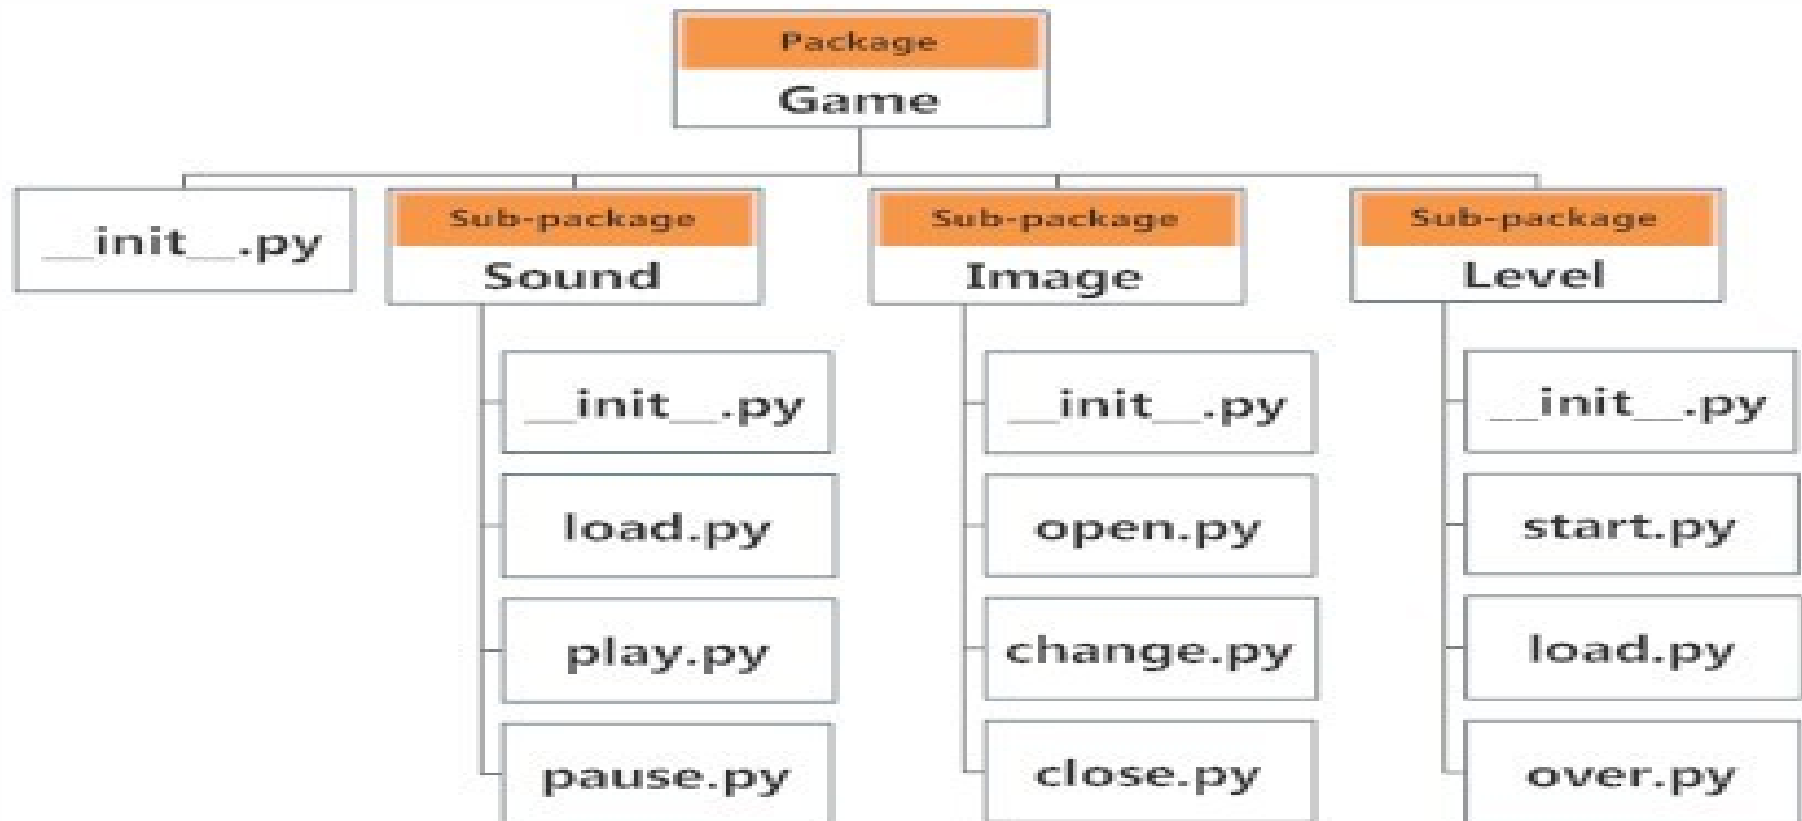 Package
Game
__init__.py
Sub-package
Sound
Sub-package
Image
Sub-package
Level
__init__.py
load.py
play.py
pause.py
__init__.py
open.py
change.py
close.py
__init__.py
start.py
load.py
over.py